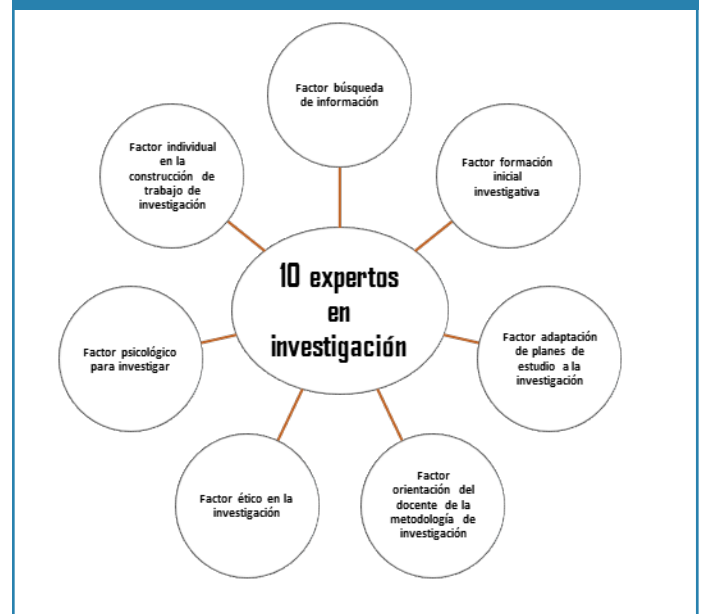 Factor búsqueda
de información
Factor individual
en la
construcción de
trabajo de
investigación
Factor formación
inicial
investigativa
10 expertos
en
investigación
Factor psicológico
para investigar
Factor adaptación
de planes de
estudio a la
investigación
Factor ético en la
investigación
Factor
orientación del
docente de la
metodología de
investigación